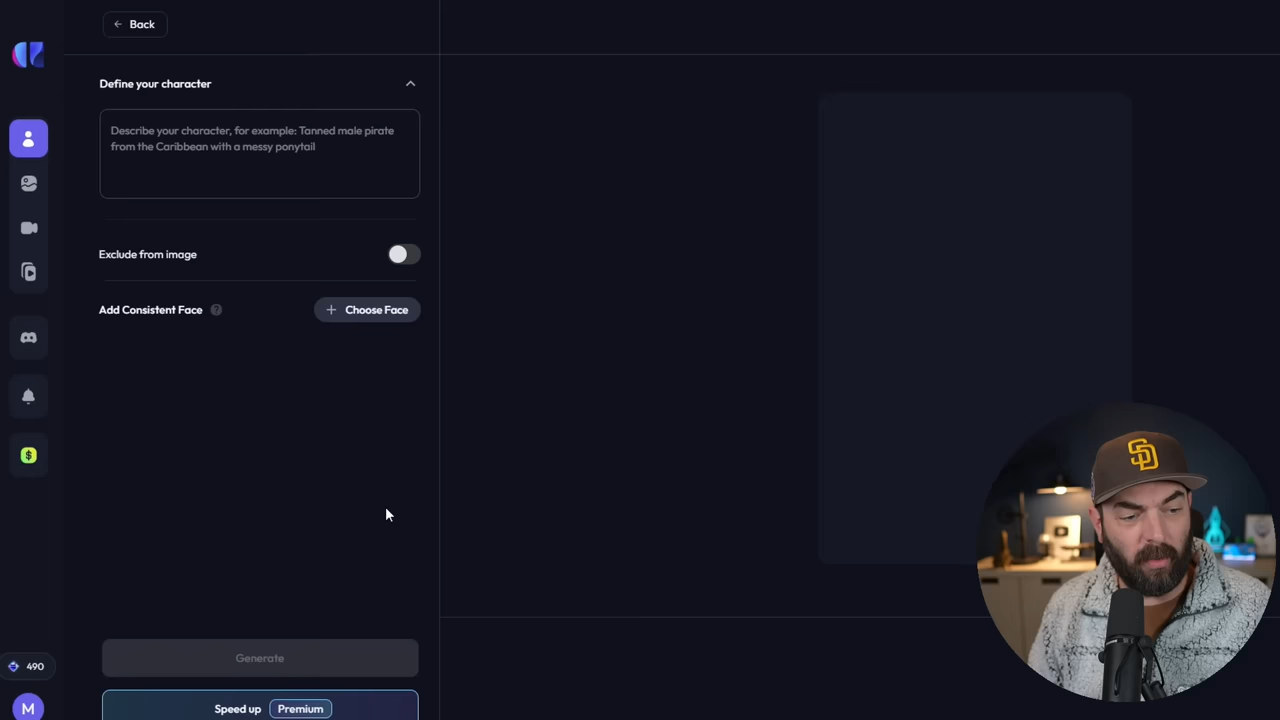 Back
Define your character
Describe your character, for example: Tanned male pirate
from the Caribbean with a messy ponytail
Exclude from image
Add Consistent Face ?
+ Choose Face
$
SD
Generate
490
M
Speed up Premium